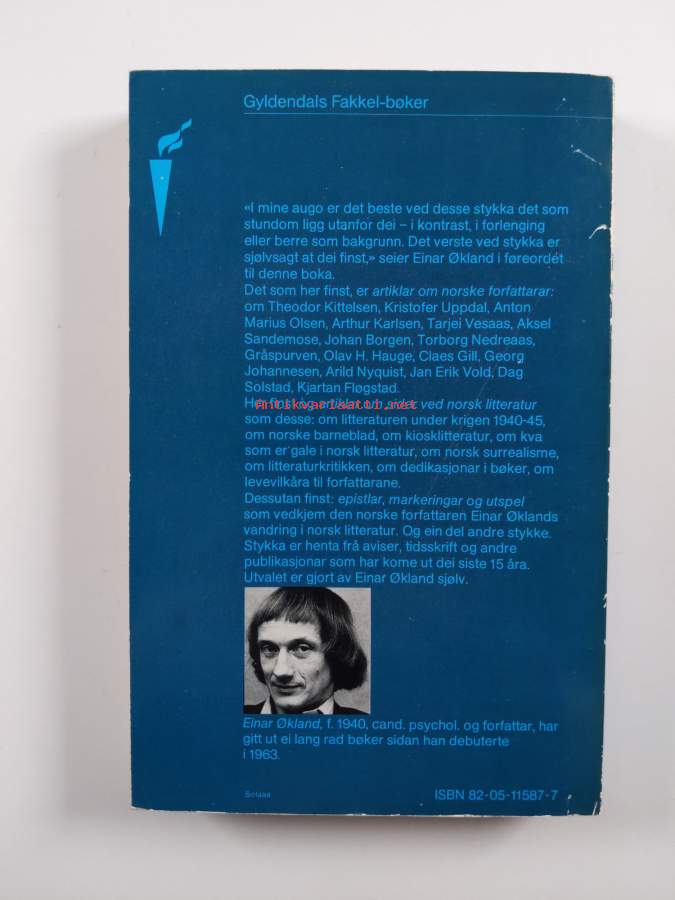 Gyldendals Fakkel-bøker
«I mine augo er det beste ved desse stykka det som
stundom ligg utanfor dei – i kontrast, i forlenging
eller berre som bakgrunn. Det verste ved stykka er
sjølvsagt at dei finst,» seier Einar Økland i føreordet
til denne boka.
Det som her finst, er artiklar om norske forfattarar:
om Theodor Kittelsen, Kristofer Uppdal, Anton
Marius Olsen, Arthur Karlsen, Tarjei Vesaas, Aksel
Sandemose, Johan Borgen, Torborg Nedreaas,
Gråspurven, Olav H. Hauge, Claes Gill, Georg
Johannesen, Arild Nyquist, Jan Erik Vold, Dag
Solstad, Kjartan Fløgstad.
Her finst og artiklar om sider ved norsk litteratur
Antikvariaatti.net
som desse: om litteraturen under krigen 1940-45,
om norske barneblad, om kiosklitteratur, om kva
som er gale i norsk litteratur, om norsk surrealisme,
om litteraturkritikken, om dedikasjonar i bøker, om
levevilkåra til forfattarane.
Dessutan finst: epistlar, markeringar og utspel
som vedkjem den norske forfattaren Einar Øklands
vandring i norsk litteratur. Og ein del andre stykke.
Stykka er henta frå aviser, tidsskrift og andre
publikasjonar som har kome ut dei siste 15 åra.
Utvalet er gjort av Einar Økland sjølv.
Einar Økland, f. 1940, cand. psychol. og forfattar, har
gitt ut ei lang rad bøker sidan han debuterte
i 1963.
ISBN 82-05-11587-7